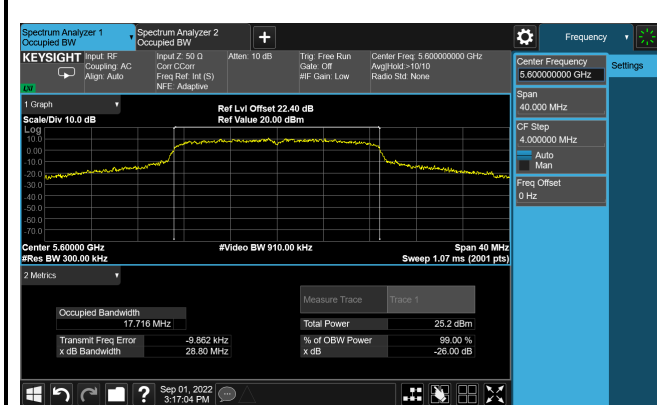 Spectrum Analyzer 1
Occupied BW
Spectrum Analyzer 2
Occupied BW
+
Frequency
KEYSIGHT
Input: RF
Coupling: AC
Align: Auto
Input Z: 50 Ω
Corr CCorr
Freq Ref: Int (S)
NFE: Adaptive
Atten: 10 dB
Trig: Free Run
Gate: Off
#IF Gain: Low
Center Freq: 5.600000000 GHz
Avg|Hold:>10/10
Radio Std: None
LXI
Center Frequency
5.600000000 GHz
Settings
Span
40.000 MHz
CF Step
4.000000 MHz
Auto
Man
Freq Offset
0 Hz
1 Graph
Scale/Div 10.0 dB
Ref Lvl Offset 22.40 dB
Ref Value 20.00 dBm
Log
10.0
0.00
-10.0
-20.0
-30.0
-40.0
-50.0
-60.0
-70.0
Center 5.60000 GHz
#Video BW 910.00 kHz
Span 40 MHz
#Res BW 300.00 kHz
Sweep 1.07 ms (2001 pts)
2 Metrics
Measure Trace
Trace 1
Occupied Bandwidth
17.716 MHz
Total Power
25.2 dBm
Transmit Freq Error
-9.862 kHz
% of OBW Power
99.00 %
x dB Bandwidth
28.80 MHz
x dB
-26.00 dB
?
Sep 01, 2022
3:17:04 PM